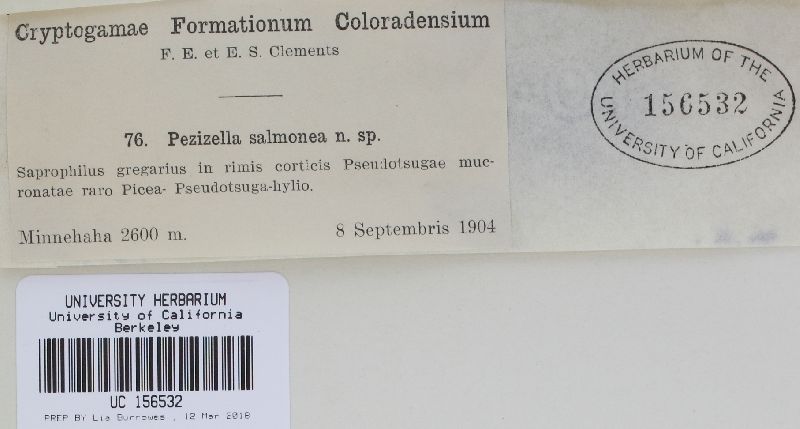 Cryptogamae Formationum Coloradensium
F. E. et E. S. Clements
76. Pezizella salmonea n. sp.
Saprophilus gregarius in rimis corticis Pseudotsugae muc-
ronatae raro Picea- Pseudotsuga-hylio.
Minnehaha 2600 m. 8 Septembris 1904
HERBARIUM OF THE
156532
UNIVERSITY OF CALIFORNIA
UNIVERSITY HERBARIUM
University of California
Berkeley
UC 156532
PREP BY Lia Burrowes , 12 Mar 2018